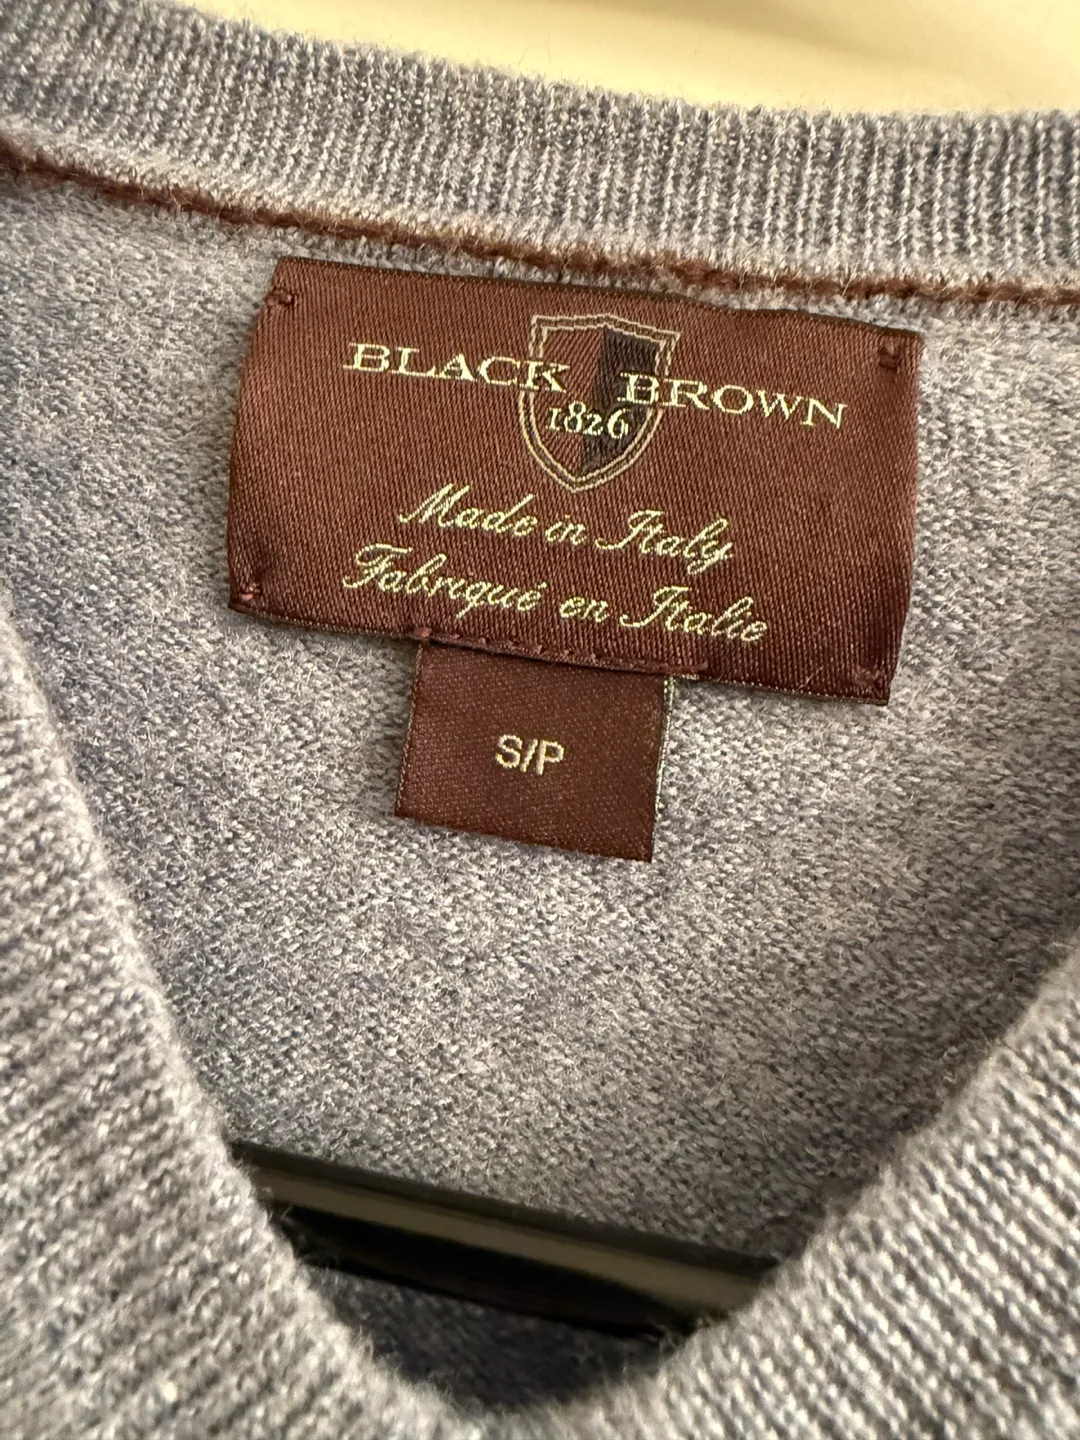 BLACK BROWN
1826
Made in Italy
Fabriqué en Italie
S/P